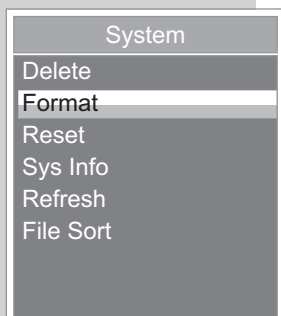 System
Delete
Format
Reset
Sys Info
Refresh
File Sort